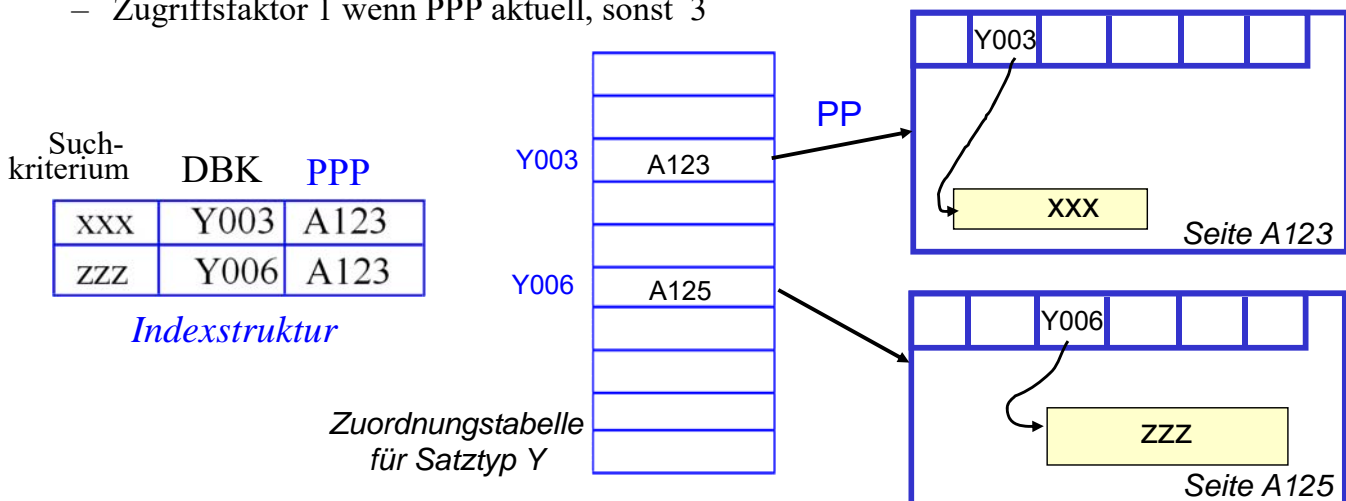 – Zugriffsfaktor 1 wenn PPP aktuell, sonst 3
Such-
kriterium DBK PPP
xxx Y003 A123
zzz Y006 A123
Indexstruktur
Y003 A123
Y006 A125
Zuordnungstabelle
für Satztyp Y
PP
Y003
xxx
Seite A123
Y006
zzz
Seite A125